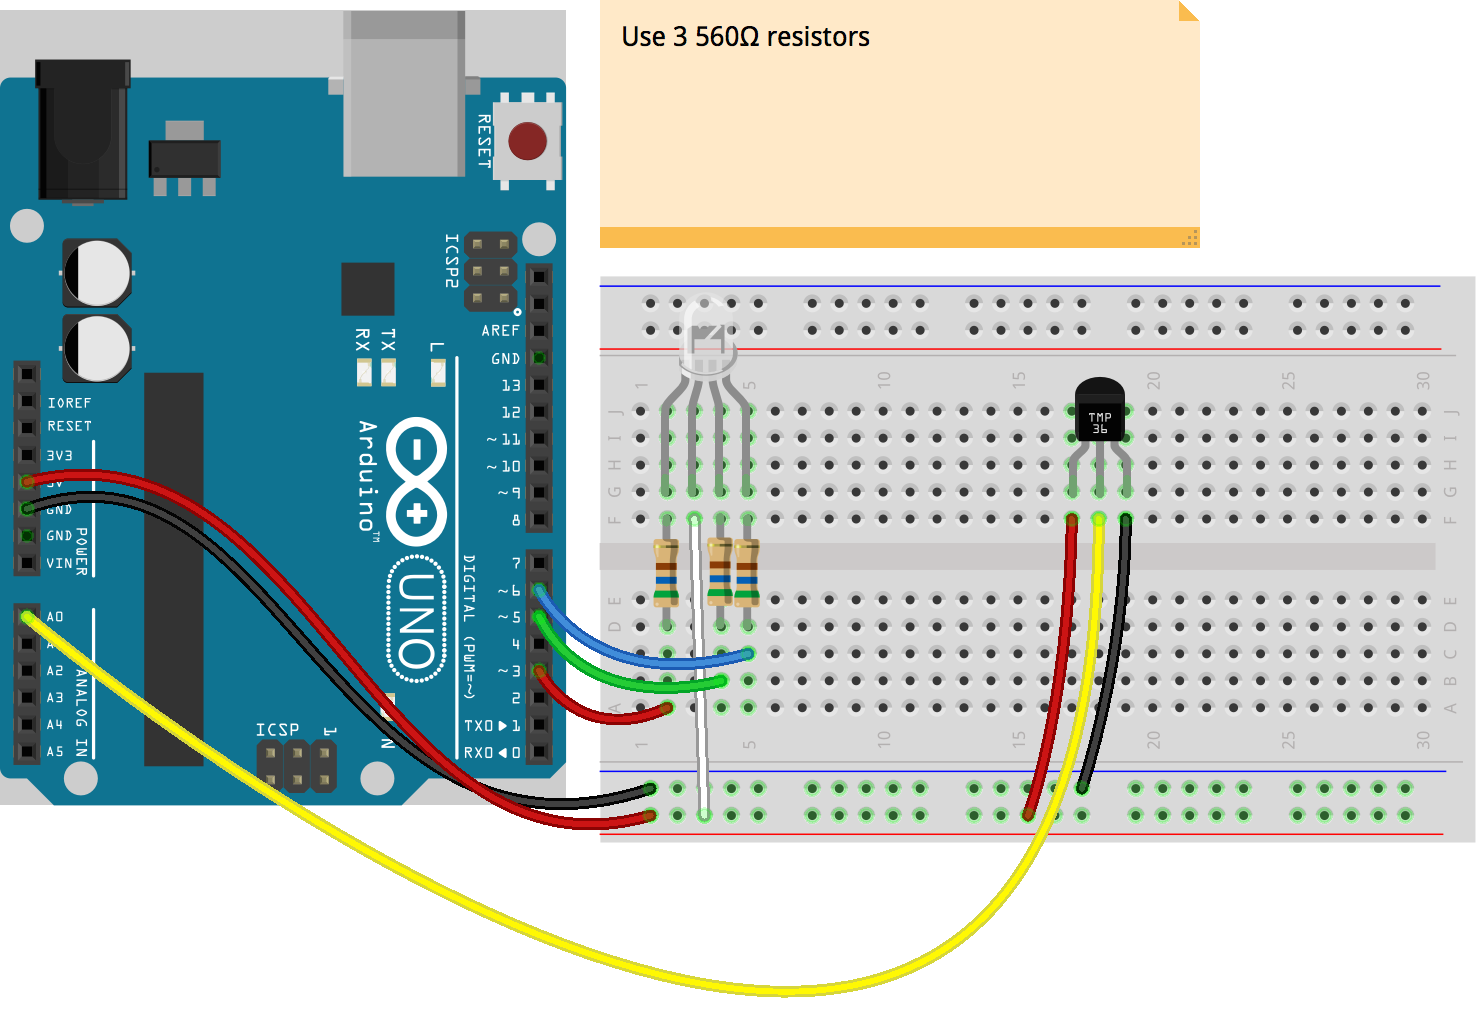 Use 3 560Ω resistors
RESET
ICSP2
AREF
GND
13
12
~11
~10
~9
8
7
~6
~5
4
~3
2
TX0▶1
RX0◀0
DIGITAL (PWM=~)
RX
TX
L
Arduino™
UNO
IOREF
RESET
3V3
5V
GND
GND
VIN
POWER
A0
A2
A3
A4
A5
ANALOG IN
ICSP
1
N
TMP
36
1
5
10
15
20
25
30
J
I
H
G
F
E
D
C
B
A
J
I
H
G
F
E
D
C
B
A
1
5
10
15
20
25
30